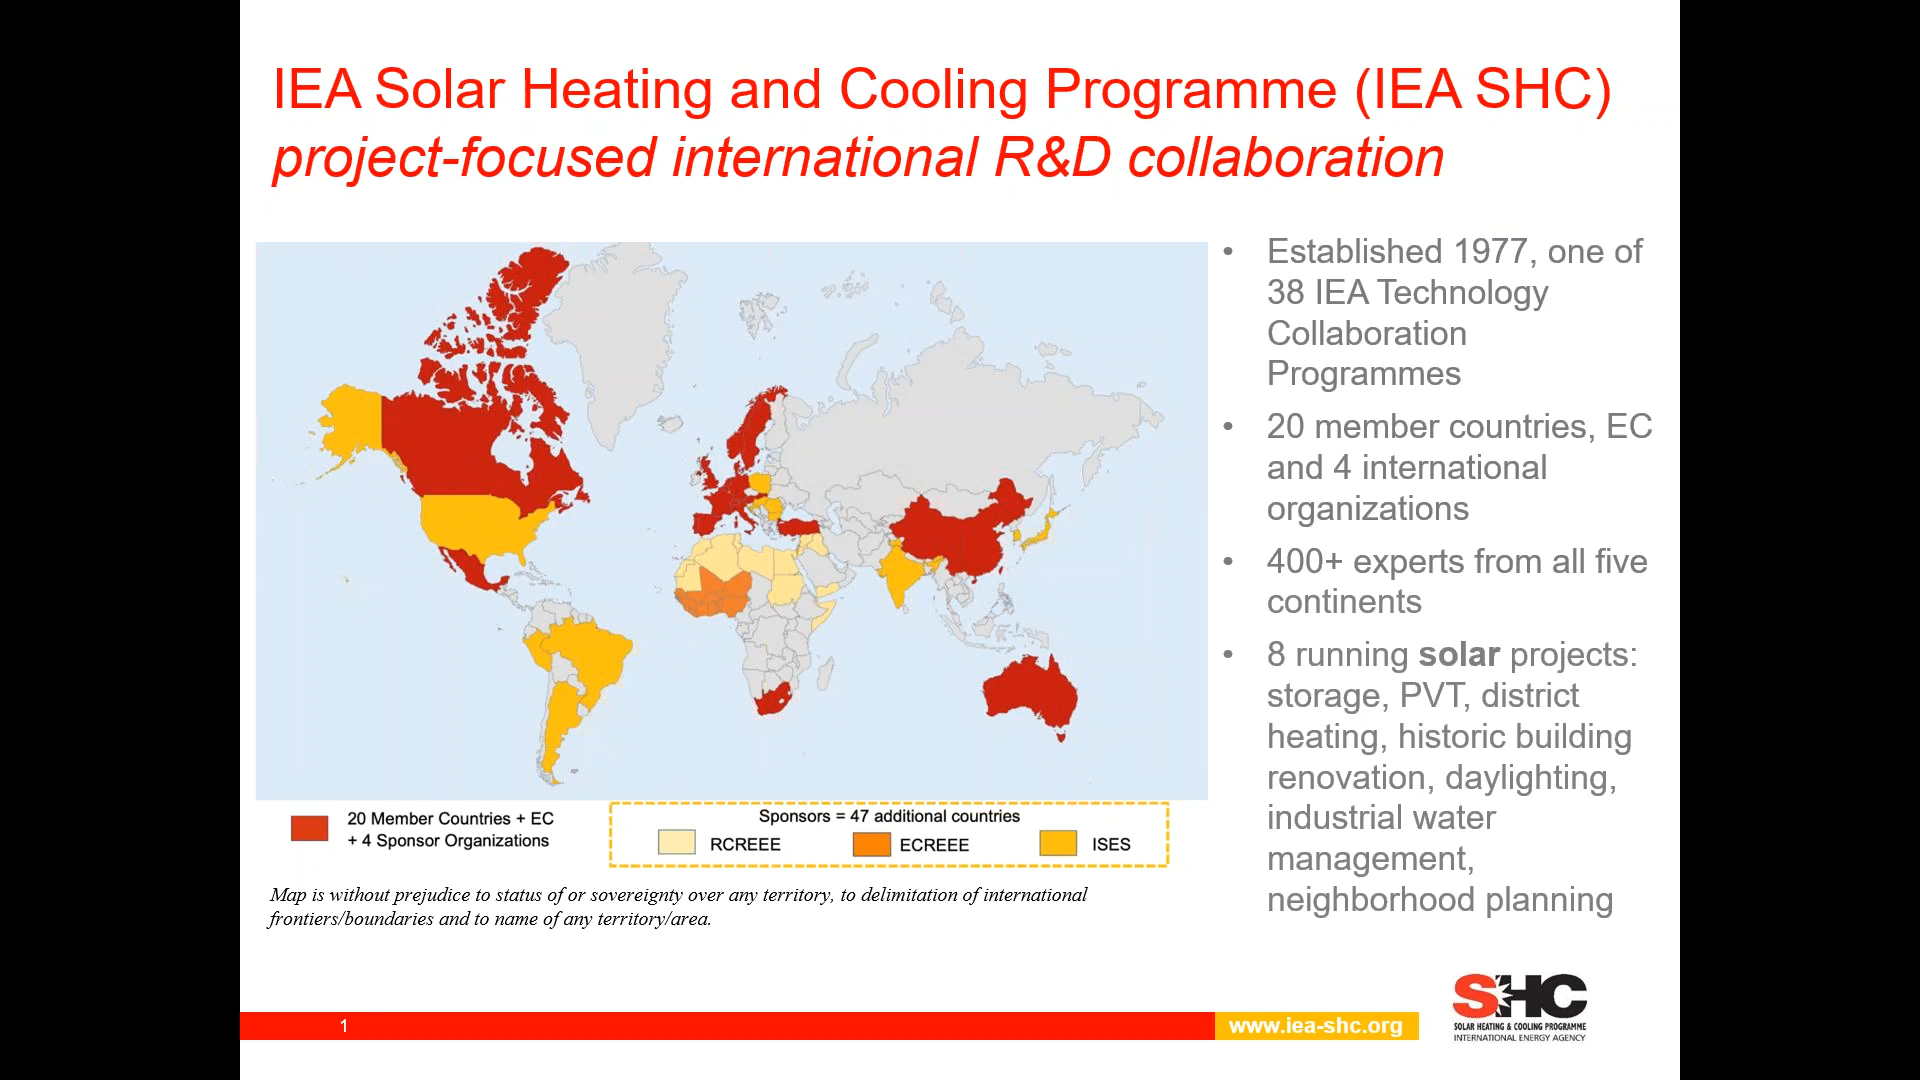 IEA Solar Heating and Cooling Programme (IEA SHC)
project-focused international R&D collaboration
• Established 1977, one of
38 IEA Technology
Collaboration
Programmes
• 20 member countries, EC
and 4 international
organizations
• 400+ experts from all five
continents
• 8 running solar projects:
storage, PVT, district
heating, historic building
renovation, daylighting,
industrial water
management,
neighborhood planning
20 Member Countries + EC
+ 4 Sponsor Organizations
Sponsors = 47 additional countries
RCREEE
ECREEE
ISES
Map is without prejudice to status of or sovereignty over any territory, to delimitation of international
frontiers/boundaries and to name of any territory/area.
1
www.iea-shc.org
SHC
SOLAR HEATING & COOLING PROGRAMME
INTERNATIONAL ENERGY AGENCY